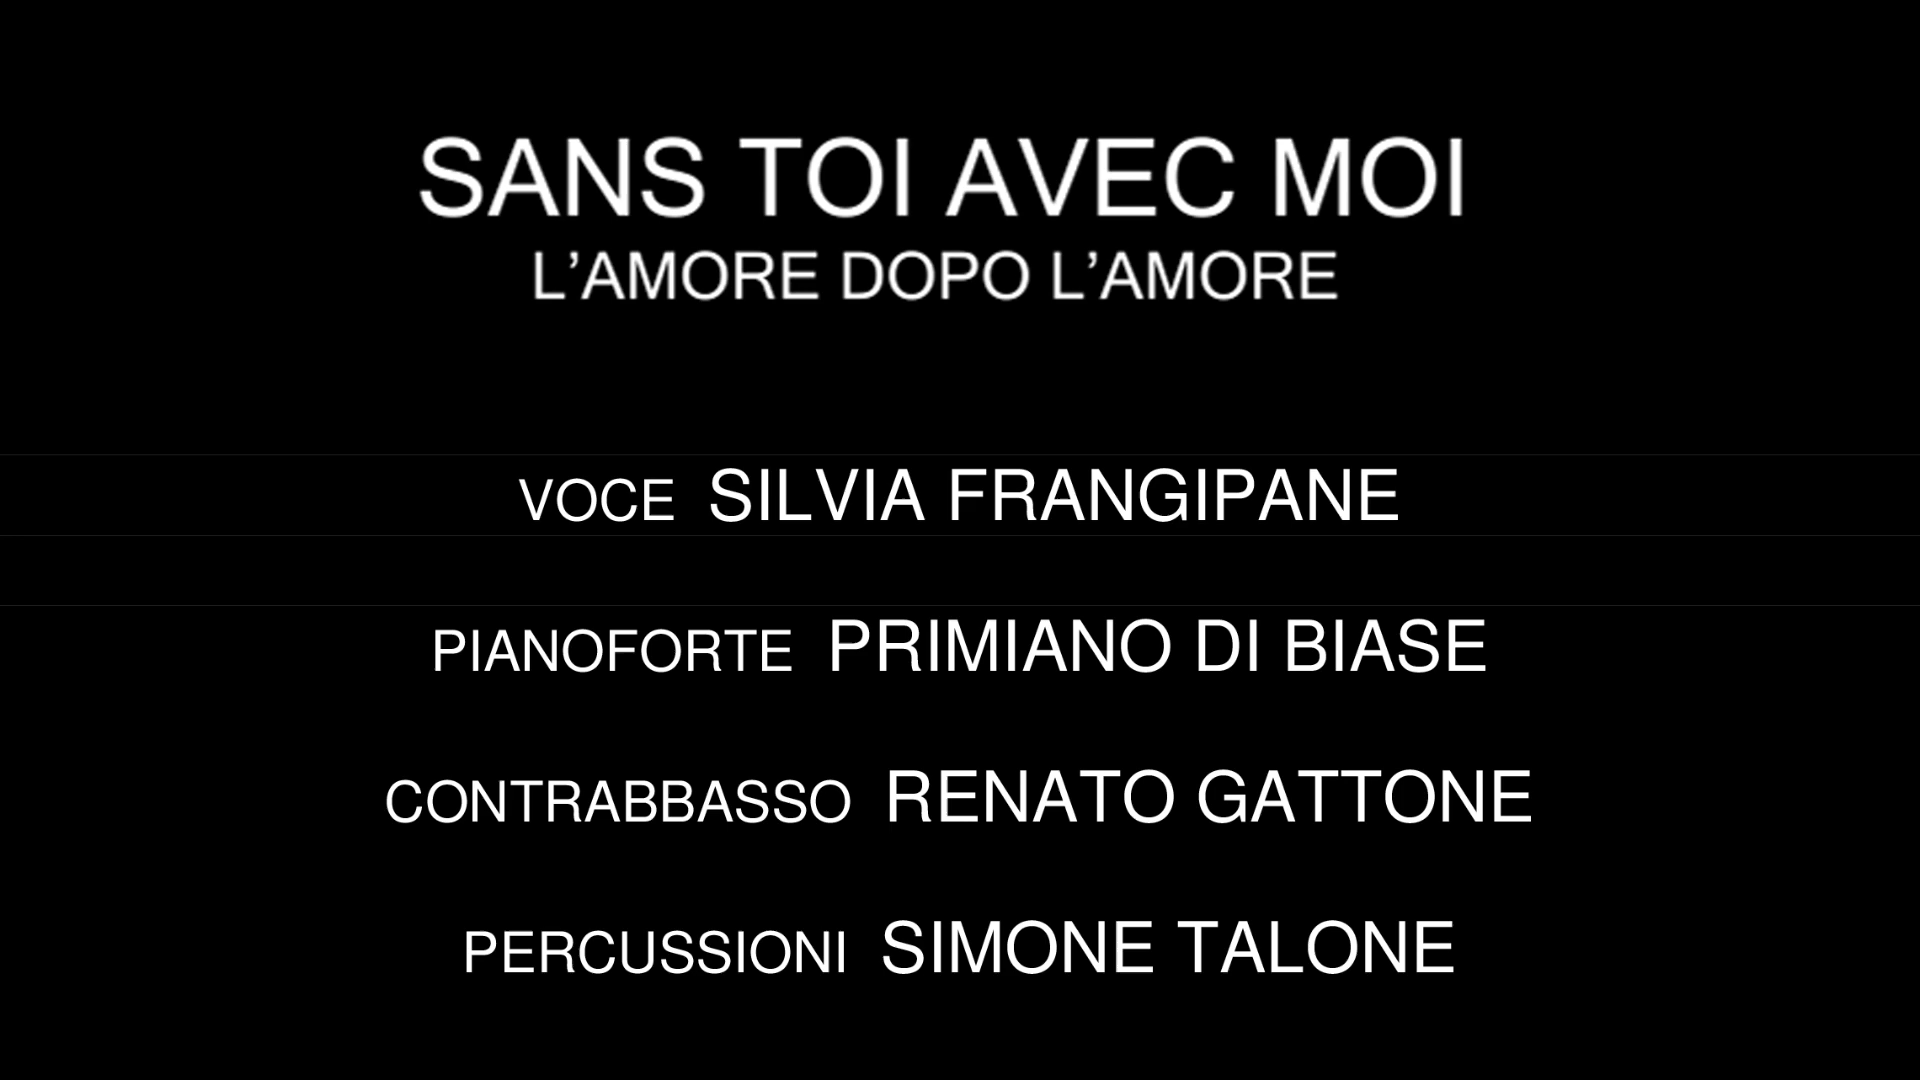 SANS TOI AVEC MOI
L’AMORE DOPO L’AMORE
VOCE SILVIA FRANGIPANE
PIANOFORTE PRIMIANO DI BIASE
CONTRABBASSO RENATO GATTONE
PERCUSSIONI SIMONE TALONE